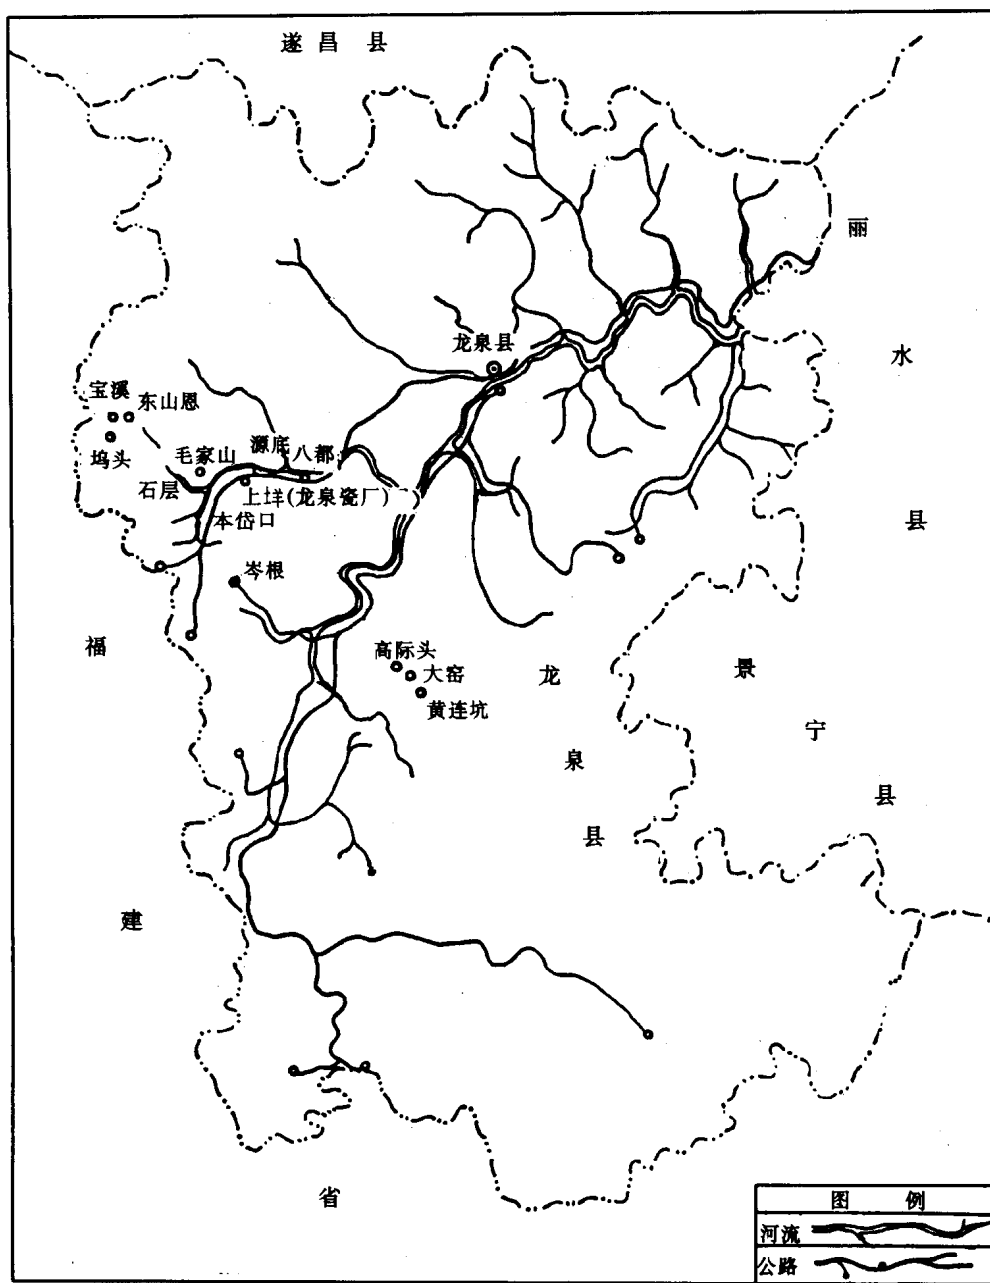 遂昌县
丽
水
县
龙泉县
宝溪
东山恩
坞头
毛家山
源底
八都
石层
上垟(龙泉瓷厂)
本岱口
岑根
福
建
省
高际头
大窑
黄连坑
龙
泉
县
景
宁
县
图例
河流
公路